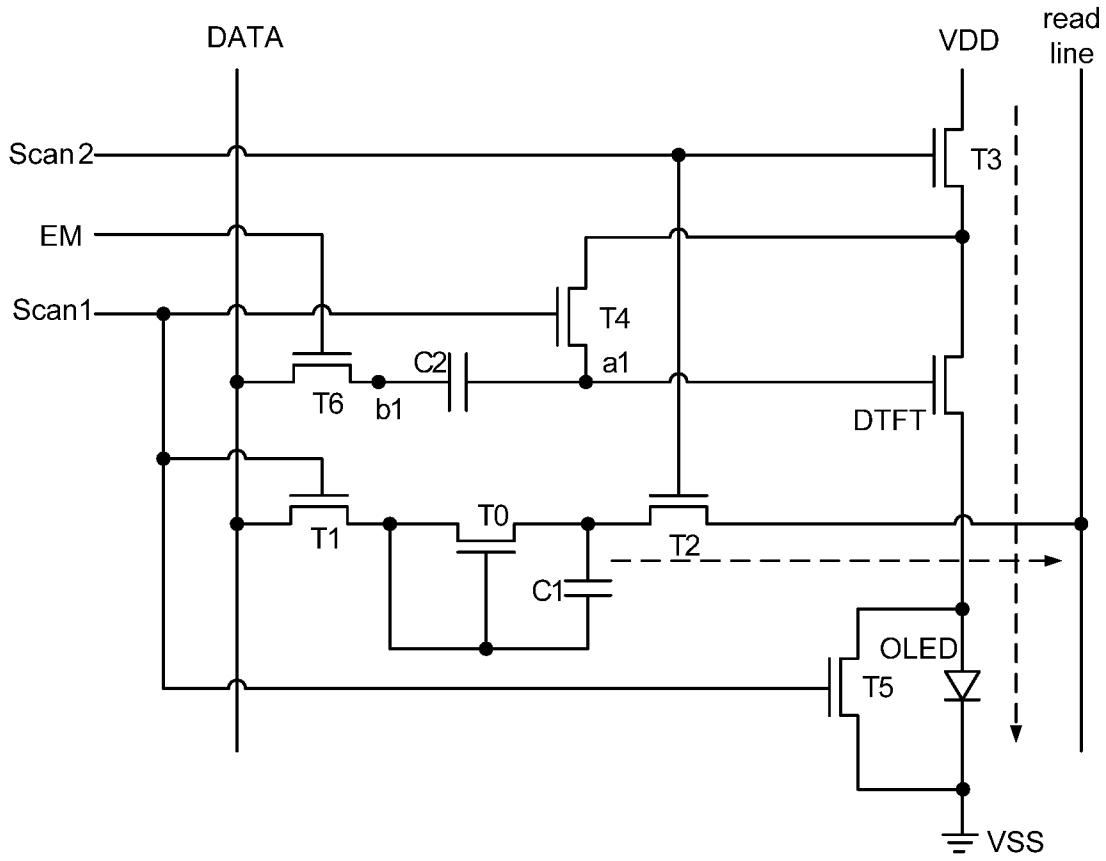 DATA
VDD
read
line
Scan2
T3
EM
Scan1
T4
C2
a1
T6
b1
DTFT
T0
T1
T2
C1
OLED
T5
VSS